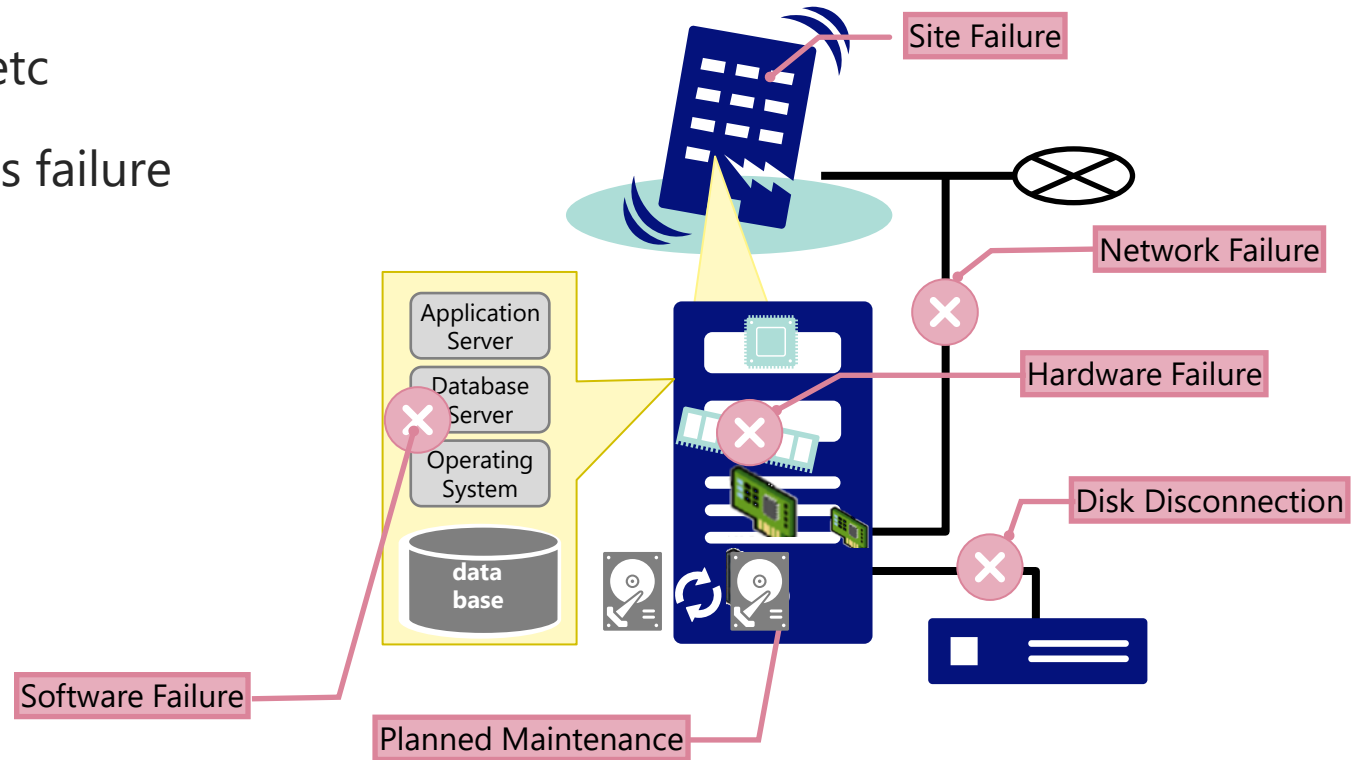 etc
s failure
Site Failure
Network Failure
Application
Server
Hardware Failure
Database
Server
Operating
System
Disk Disconnection
data
base
Software Failure
Planned Maintenance